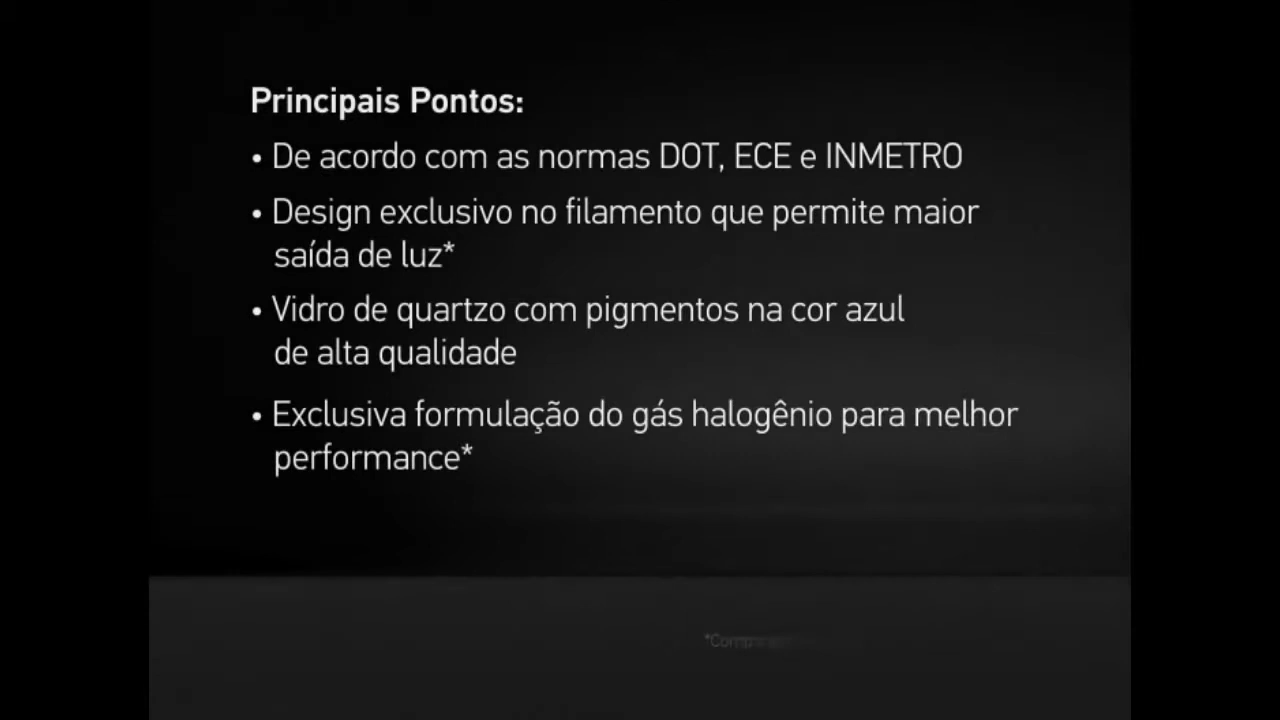 Principais Pontos:
• De acordo com as normas DOT, ECE e INMETRO
• Design exclusivo no filamento que permite maior
saída de luz*
• Vidro de quartzo com pigmentos na cor azul
de alta qualidade
• Exclusiva formulação do gás halogênio para melhor
performance*